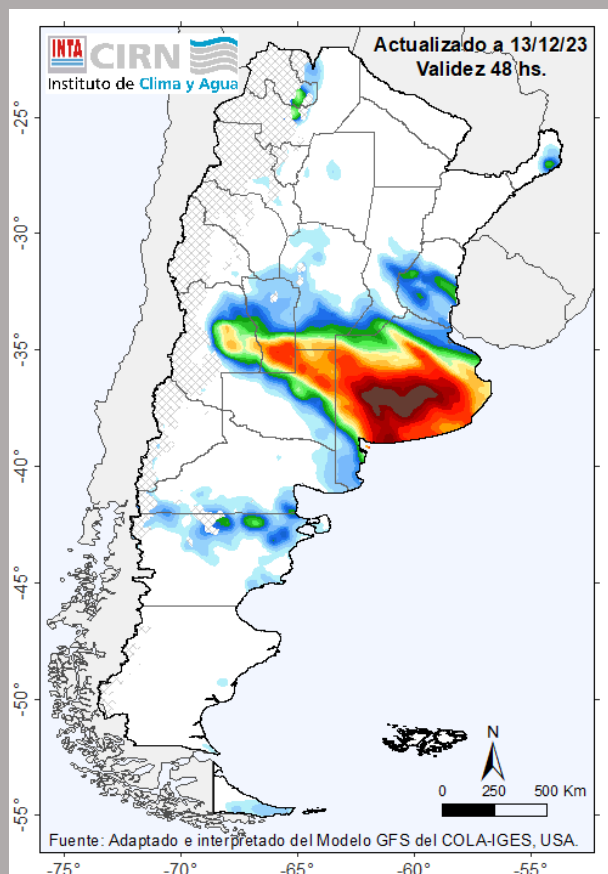 INTA CIRN
Instituto de Clima y Agua
Actualizado a 13/12/23
Validez 48 hs.
-25°
-30°
-35°
-40°
-45°
-50°
-55°
N
0 250 500 Km
Fuente: Adaptado e interpretado del Modelo GFS del COLA-IGES, USA.
-75° -70° -65° -60° -55°